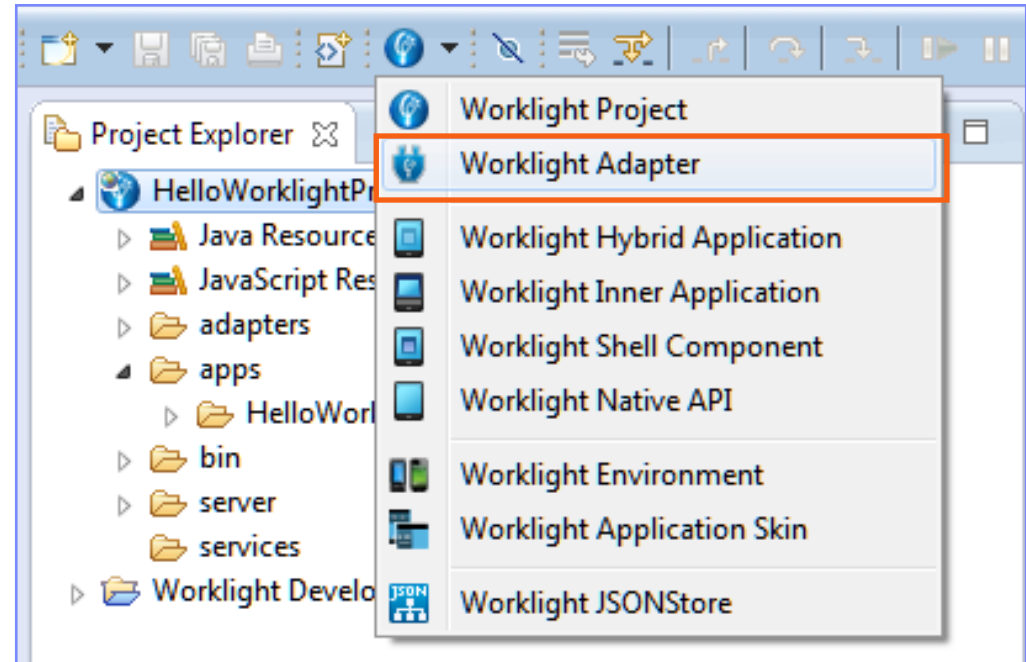 Project Explorer
HelloWorklightPr
Java Resource
JavaScript Res
adapters
apps
HelloWorl
bin
server
services
Worklight Develo
Worklight Project
Worklight Adapter
Worklight Hybrid Application
Worklight Inner Application
Worklight Shell Component
Worklight Native API
Worklight Environment
Worklight Application Skin
JSON
Worklight JSONStore